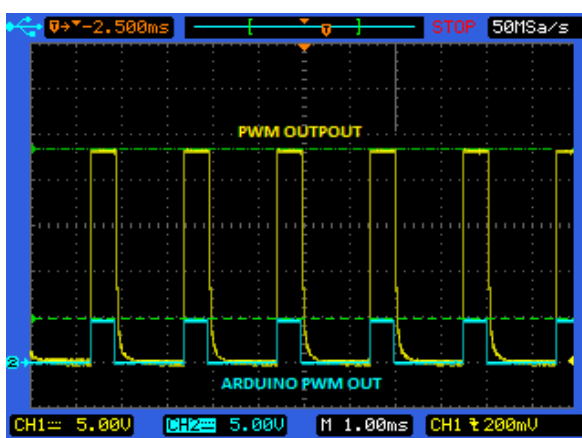 -2.500ms STOP 50MSa/s
PWM OUTPOUT
2
ARDUINO PWM OUT
CH1 5.00V CH2 5.00V M 1.00ms CH1 200mV